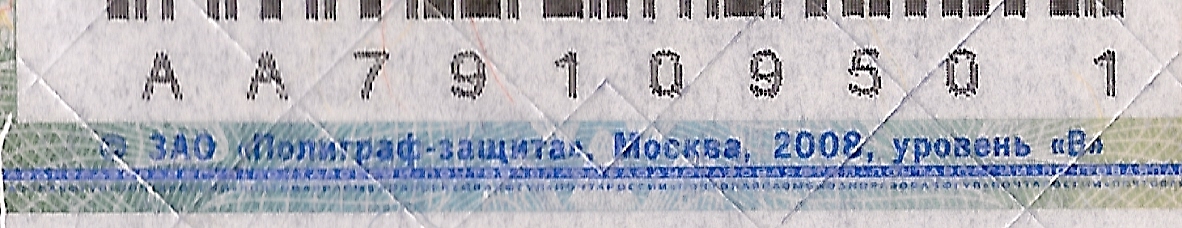 A A 7 9 1 0 9 5 0 1
© ЗАО «Полиграф-защита», Москва, 2008, уровень «В»